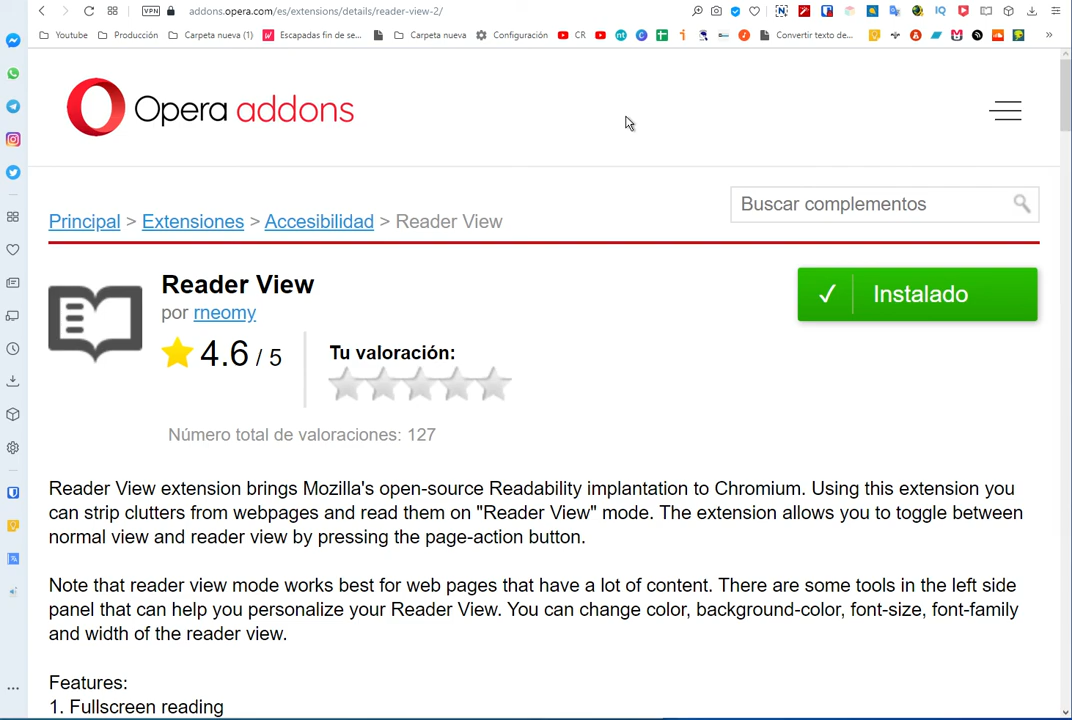 addons.opera.com/es/extensions/details/reader-view-2/
VPN
Youtube
Producción
Carpeta nueva (1)
Escapadas fin de se...
Carpeta nueva
Configuración
CR
Convertir texto de...
Opera addons
Principal > Extensiones > Accesibilidad > Reader View
Buscar complementos
Reader View
por rneomy
Instalado
4.6 / 5
Tu valoración:
Número total de valoraciones: 127
Reader View extension brings Mozilla's open-source Readability implantation to Chromium. Using this extension you
can strip clutters from webpages and read them on "Reader View" mode. The extension allows you to toggle between
normal view and reader view by pressing the page-action button.
Note that reader view mode works best for web pages that have a lot of content. There are some tools in the left side
panel that can help you personalize your Reader View. You can change color, background-color, font-size, font-family
and width of the reader view.
Features:
1. Fullscreen reading